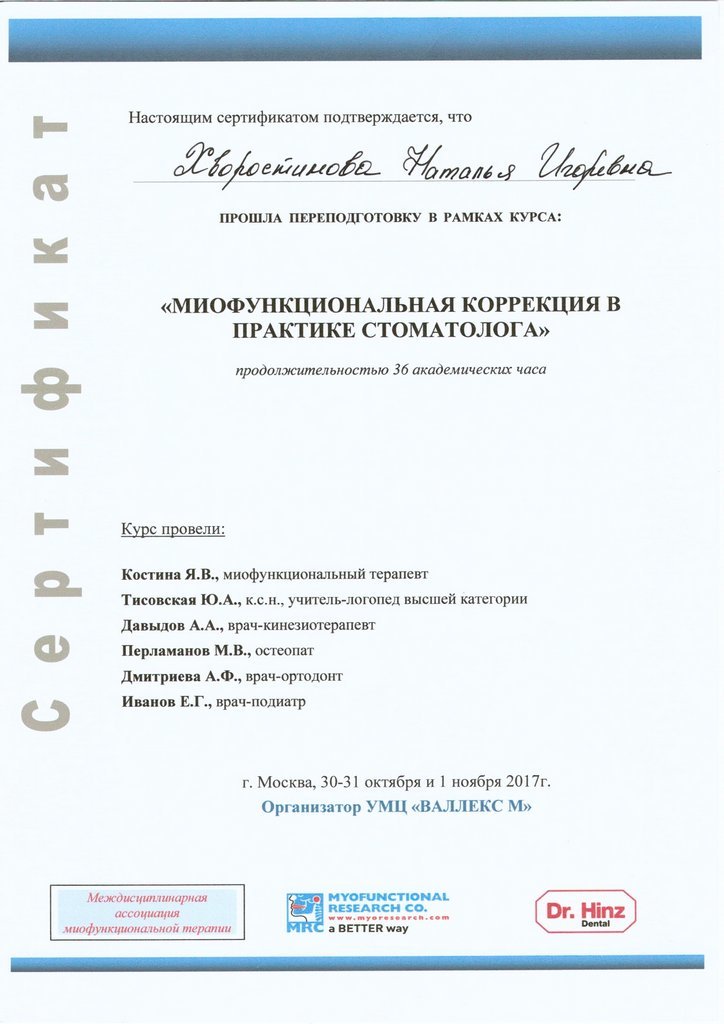 Сертификат
Настоящим сертификатом подтверждается, что
Хворостинова Наталья Игоревна
ПРОШЛА ПЕРЕПОДГОТОВКУ В РАМКАХ КУРСА:
«МИОФУНКЦИОНАЛЬНАЯ КОРРЕКЦИЯ В
ПРАКТИКЕ СТОМАТОЛОГА»
продолжительностью 36 академических часа
Курс провели:
Костина Я.В., миофункциональный терапевт
Тисовская Ю.А., к.с.н., учитель-логопед высшей категории
Давыдов А.А., врач-кинезиотерапевт
Перламанов М.В., остеопат
Дмитриева А.Ф., врач-ортодонт
Иванов Е.Г., врач-подиатр
г. Москва, 30-31 октября и 1 ноября 2017г.
Организатор УМЦ «ВАЛЛЕКС М»
Междисциплинарная
ассоциация
миофункциональной терапии
MYOFUNCTIONAL
RESEARCH CO.
www.myoresearch.com
MRC a BETTER way
Dr. Hinz
Dental